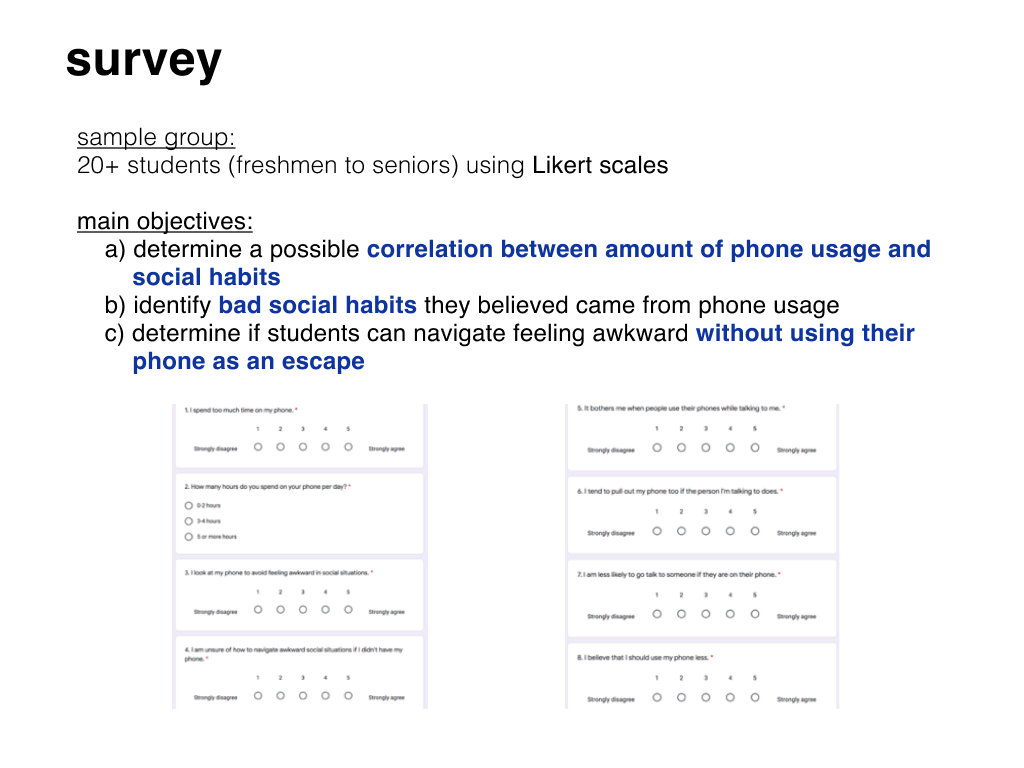 survey
sample group:
20+ students (freshmen to seniors) using Likert scales
main objectives:
a) determine a possible correlation between amount of phone usage and
social habits
b) identify bad social habits they believed came from phone usage
c) determine if students can navigate feeling awkward without using their
phone as an escape
1. I spend too much time on my phone. *
1 2 3 4 5
Strongly disagree Strongly agree
2. How many hours do you spend on your phone per day? *
0-2 hours
3-4 hours
5 or more hours
3. I look at my phone to avoid feeling awkward in social situations. *
1 2 3 4 5
Strongly disagree Strongly agree
4. I am unsure of how to navigate awkward social situations if I didn't have my
phone. *
1 2 3 4 5
Strongly disagree Strongly agree
5. It bothers me when people use their phones while talking to me. *
1 2 3 4 5
Strongly disagree Strongly agree
6. I tend to pull out my phone too if the person I'm talking to does. *
1 2 3 4 5
Strongly disagree Strongly agree
7. I am less likely to go talk to someone if they are on their phone. *
1 2 3 4 5
Strongly disagree Strongly agree
8. I believe that I should use my phone less. *
1 2 3 4 5
Strongly disagree Strongly agree